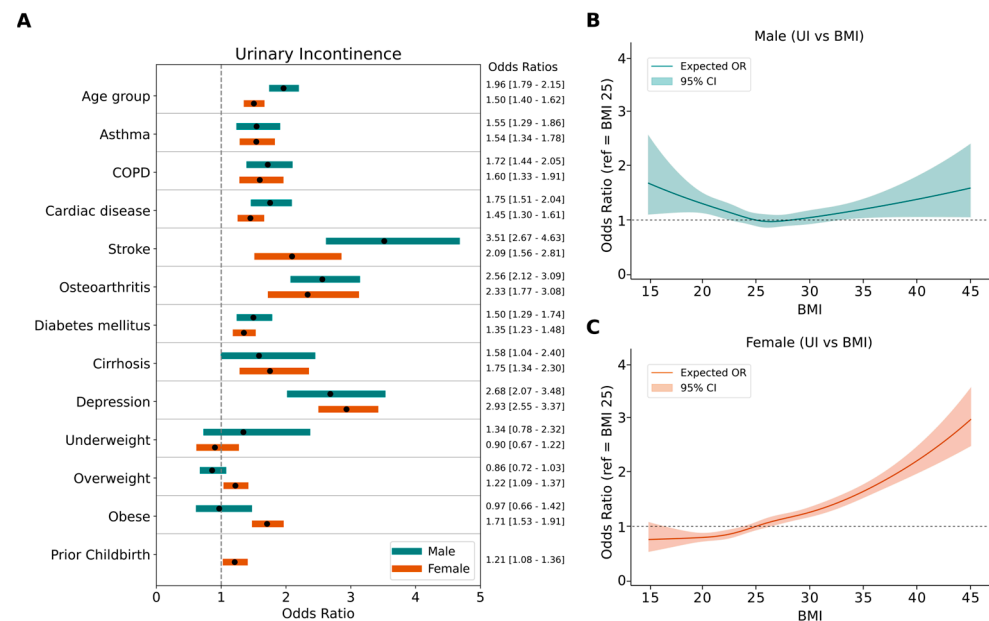 A
Urinary Incontinence
Odds Ratios
Age group
1.96 [1.79 - 2.15]
1.50 [1.40 - 1.62]
Asthma
1.55 [1.29 - 1.86]
1.54 [1.34 - 1.78]
COPD
1.72 [1.44 - 2.05]
1.60 [1.33 - 1.91]
Cardiac disease
1.75 [1.51 - 2.04]
1.45 [1.30 - 1.61]
Stroke
3.51 [2.67 - 4.63]
2.09 [1.56 - 2.81]
Osteoarthritis
2.56 [2.12 - 3.09]
2.33 [1.77 - 3.08]
Diabetes mellitus
1.50 [1.29 - 1.74]
1.35 [1.23 - 1.48]
Cirrhosis
1.58 [1.04 - 2.40]
1.75 [1.34 - 2.30]
Depression
2.68 [2.07 - 3.48]
2.93 [2.55 - 3.37]
Underweight
1.34 [0.78 - 2.32]
0.90 [0.67 - 1.22]
Overweight
0.86 [0.72 - 1.03]
1.22 [1.09 - 1.37]
Obese
0.97 [0.66 - 1.42]
1.71 [1.53 - 1.91]
Prior Childbirth
1.21 [1.08 - 1.36]
Male
Female
0 1 2 3 4 5
Odds Ratio
B
Male (UI vs BMI)
Expected OR
95% CI
Odds Ratio (ref = BMI 25)
4
3
2
1
0
15 20 25 30 35 40 45
BMI
C
Female (UI vs BMI)
Expected OR
95% CI
Odds Ratio (ref = BMI 25)
4
3
2
1
0
15 20 25 30 35 40 45
BMI